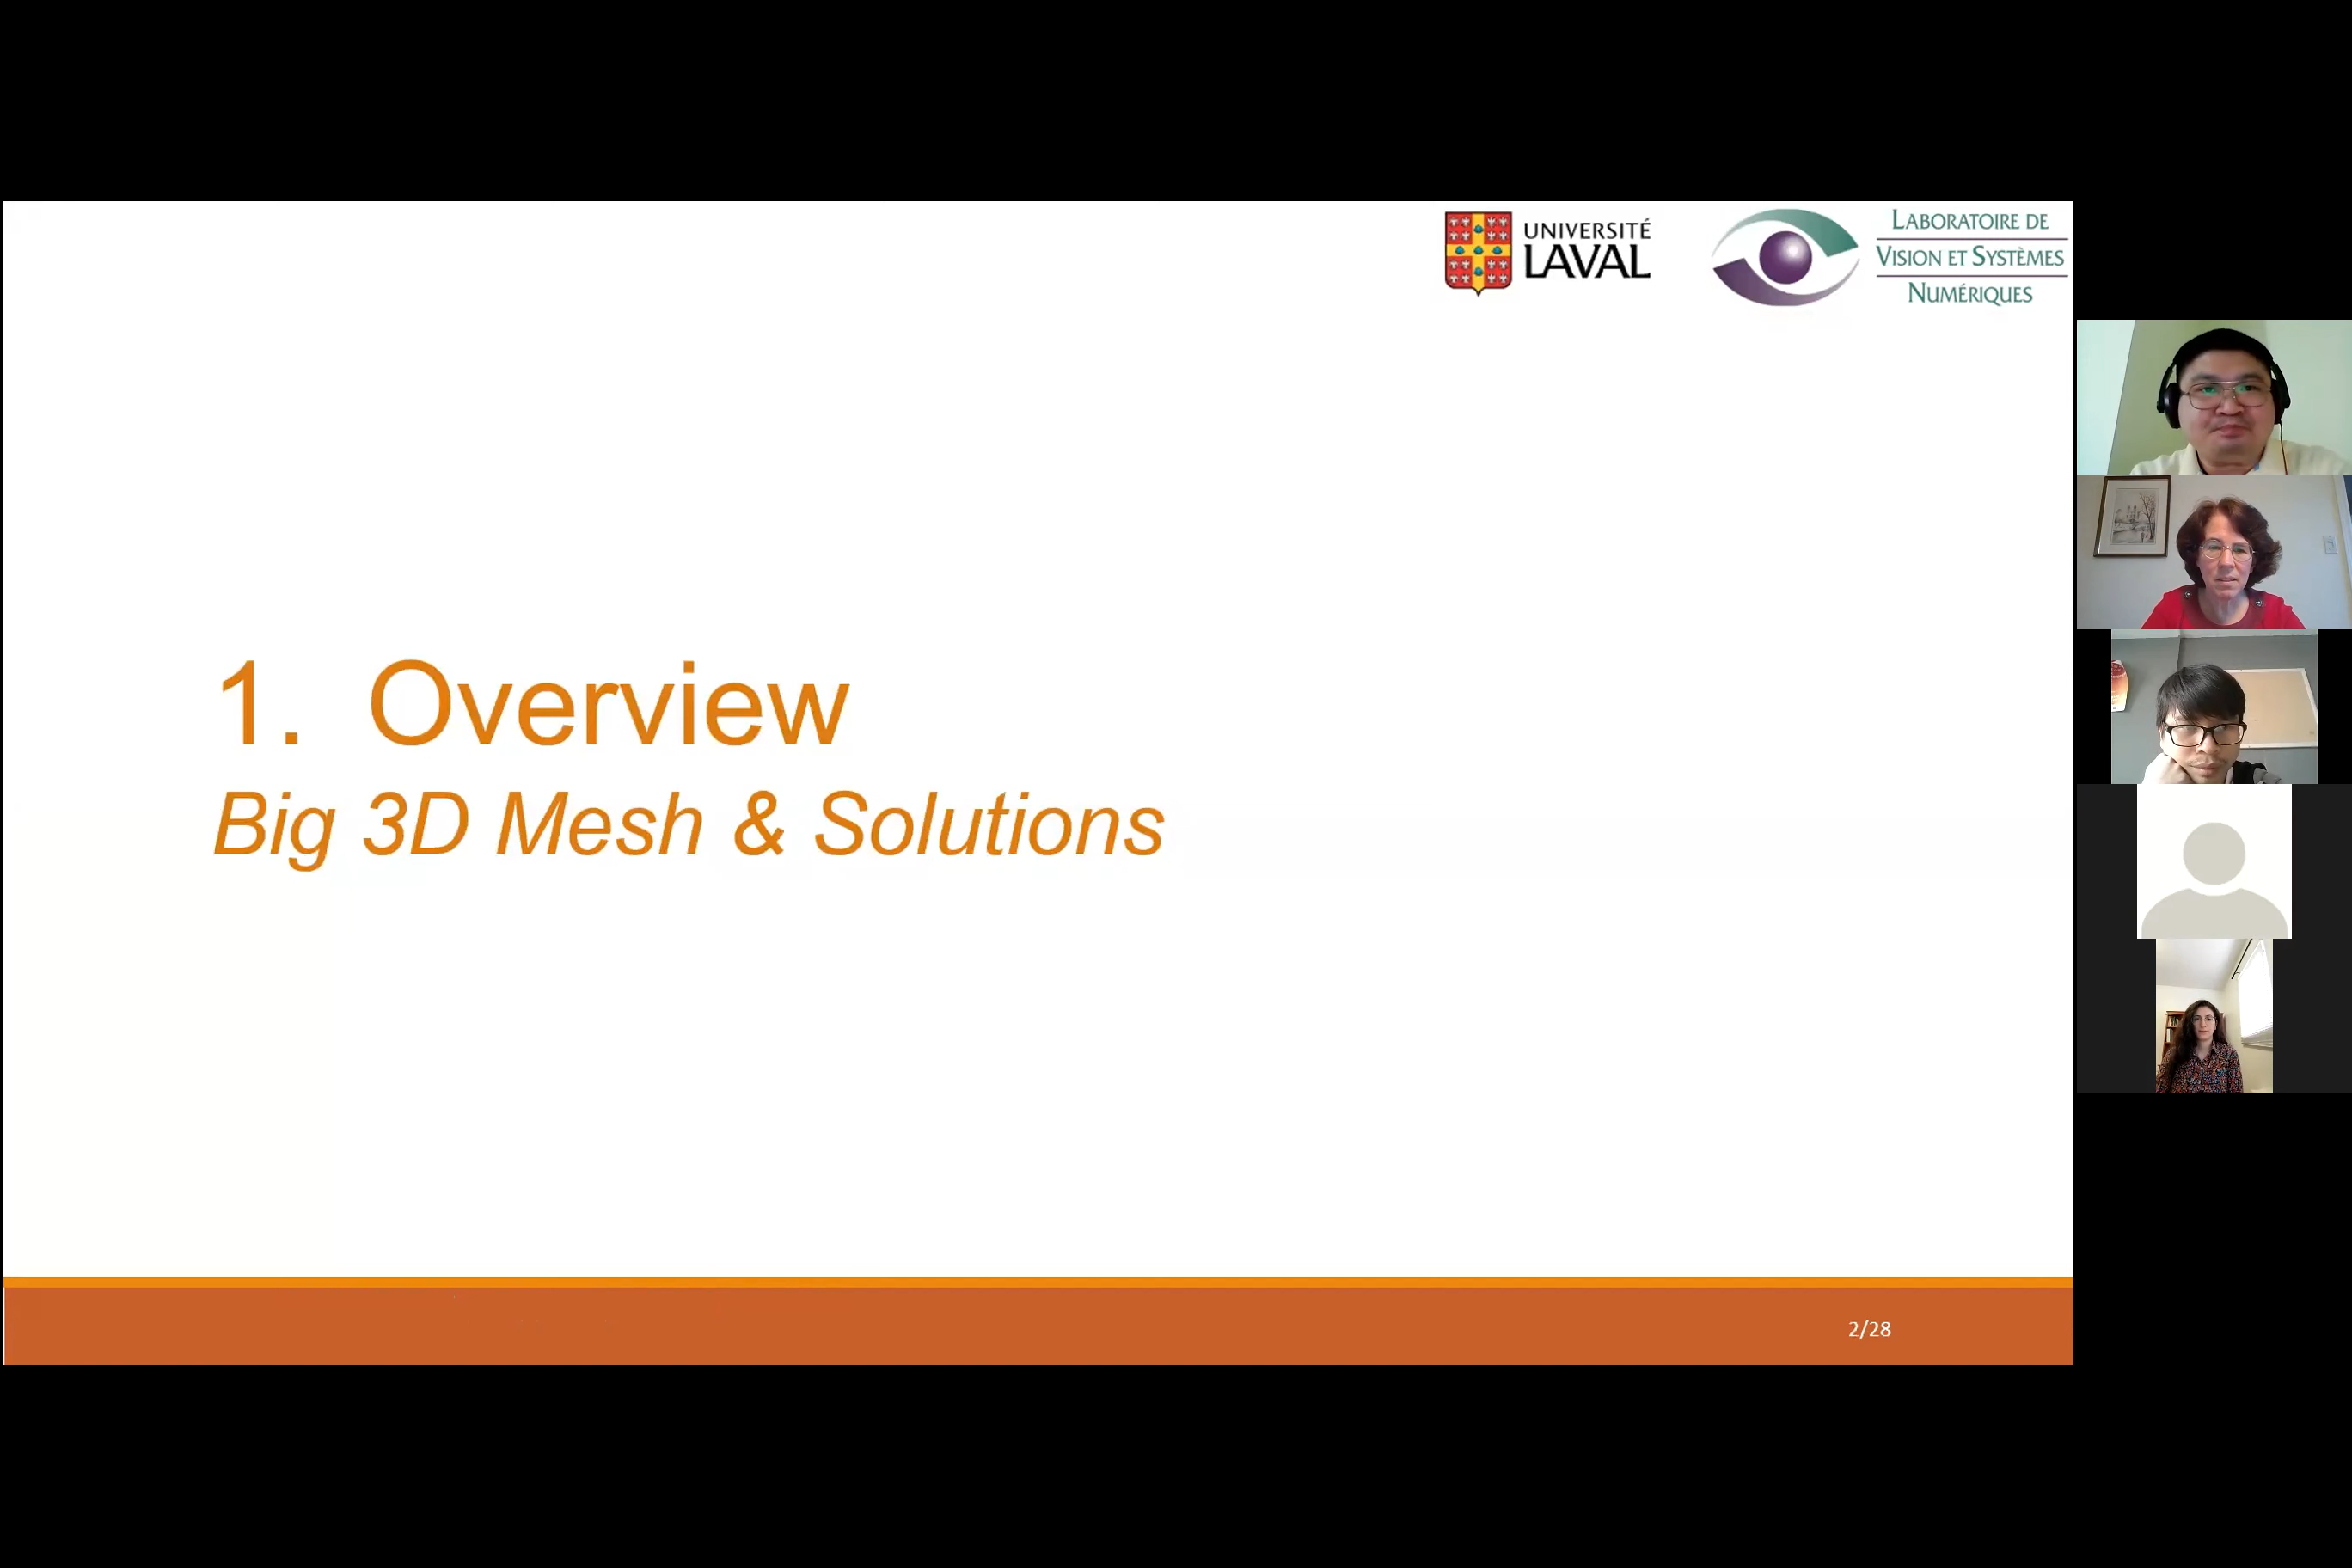 UNIVERSITÉ
LAVAL
LABORATOIRE DE
VISION ET SYSTÈMES
NUMÉRIQUES
1. Overview
Big 3D Mesh & Solutions
2/28